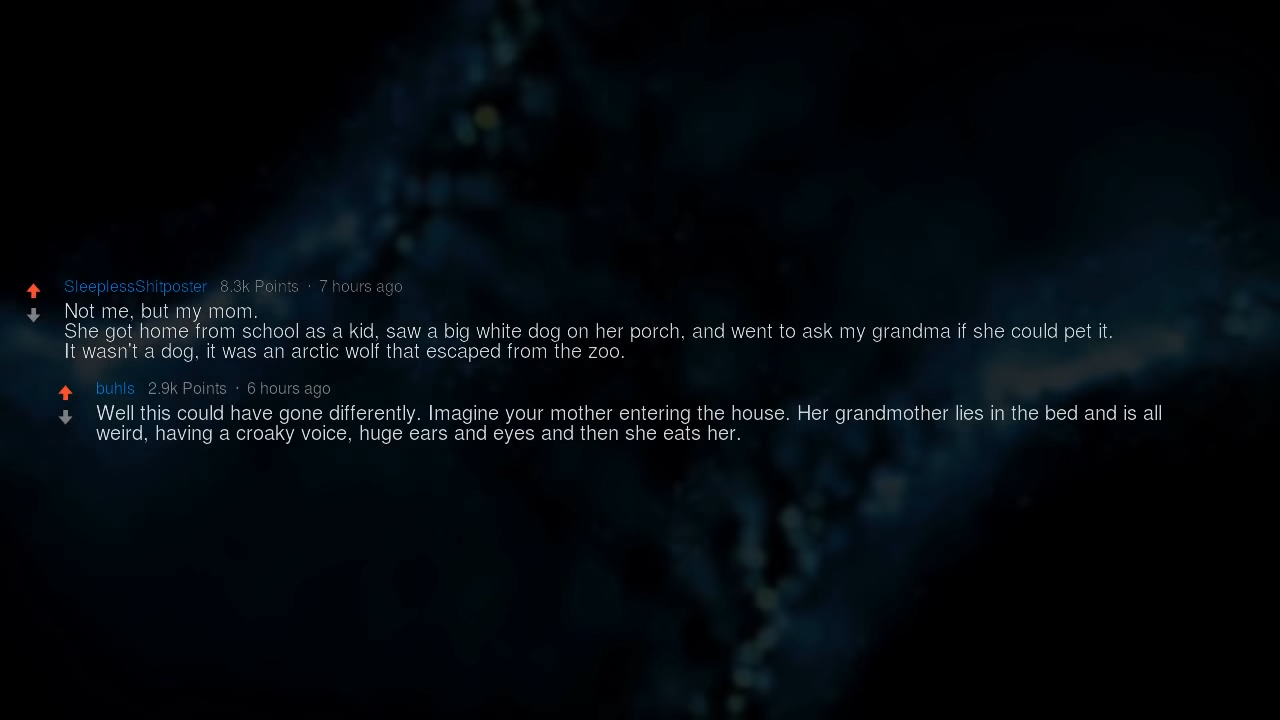 SleeplessShitposter 8.3k Points · 7 hours ago
Not me, but my mom.
She got home from school as a kid, saw a big white dog on her porch, and went to ask my grandma if she could pet it.
It wasn't a dog, it was an arctic wolf that escaped from the zoo.
buhls 2.9k Points · 6 hours ago
Well this could have gone differently. Imagine your mother entering the house. Her grandmother lies in the bed and is all
weird, having a croaky voice, huge ears and eyes and then she eats her.